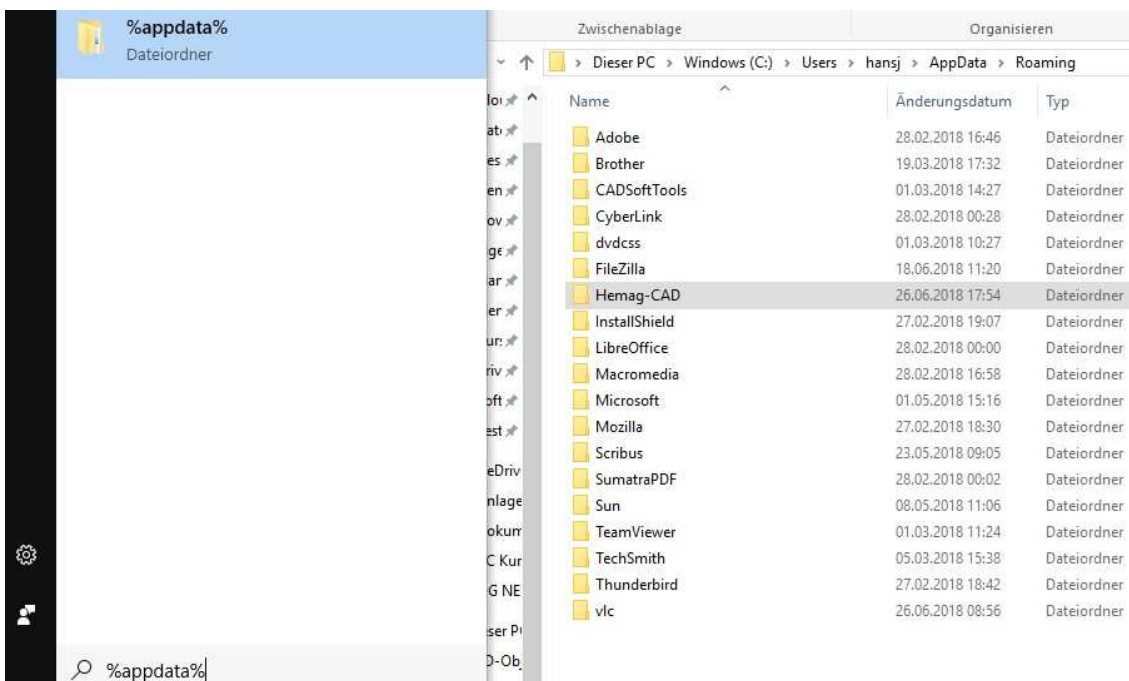 %appdata%
Dateiordner
Zwischenablage Organisieren
Dieser PC > Windows (C:) > Users > hansj > AppData > Roaming
Name Änderungsdatum Typ
Adobe 28.02.2018 16:46 Dateiordner
Brother 19.03.2018 17:32 Dateiordner
CADSoftTools 01.03.2018 14:27 Dateiordner
CyberLink 28.02.2018 00:28 Dateiordner
dvdcss 01.03.2018 10:27 Dateiordner
FileZilla 18.06.2018 11:20 Dateiordner
Hemag-CAD 26.06.2018 17:54 Dateiordner
InstallShield 27.02.2018 19:07 Dateiordner
LibreOffice 28.02.2018 00:00 Dateiordner
Macromedia 28.02.2018 16:58 Dateiordner
Microsoft 01.05.2018 15:16 Dateiordner
Mozilla 27.02.2018 18:30 Dateiordner
Scribus 23.05.2018 09:05 Dateiordner
SumatraPDF 28.02.2018 00:02 Dateiordner
Sun 08.05.2018 11:06 Dateiordner
TeamViewer 01.03.2018 11:24 Dateiordner
TechSmith 05.03.2018 15:38 Dateiordner
Thunderbird 27.02.2018 18:42 Dateiordner
vlc 26.06.2018 08:56 Dateiordner
%appdata%